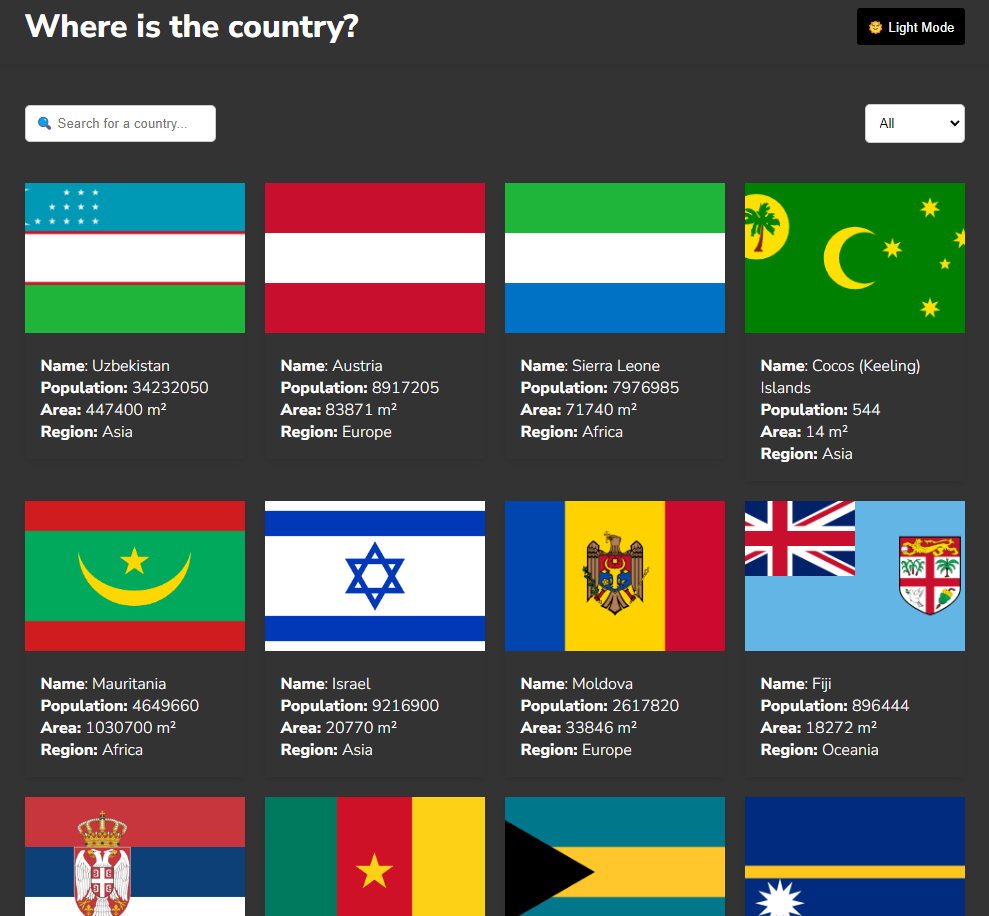 Where is the country?
🌞 Light Mode
🔍 Search for a country...
All
Name: Uzbekistan
Population: 34232050
Area: 447400 m²
Region: Asia
Name: Austria
Population: 8917205
Area: 83871 m²
Region: Europe
Name: Sierra Leone
Population: 7976985
Area: 71740 m²
Region: Africa
Name: Cocos (Keeling)
Islands
Population: 544
Area: 14 m²
Region: Asia
Name: Mauritania
Population: 4649660
Area: 1030700 m²
Region: Africa
Name: Israel
Population: 9216900
Area: 20770 m²
Region: Asia
Name: Moldova
Population: 2617820
Area: 33846 m²
Region: Europe
Name: Fiji
Population: 896444
Area: 18272 m²
Region: Oceania